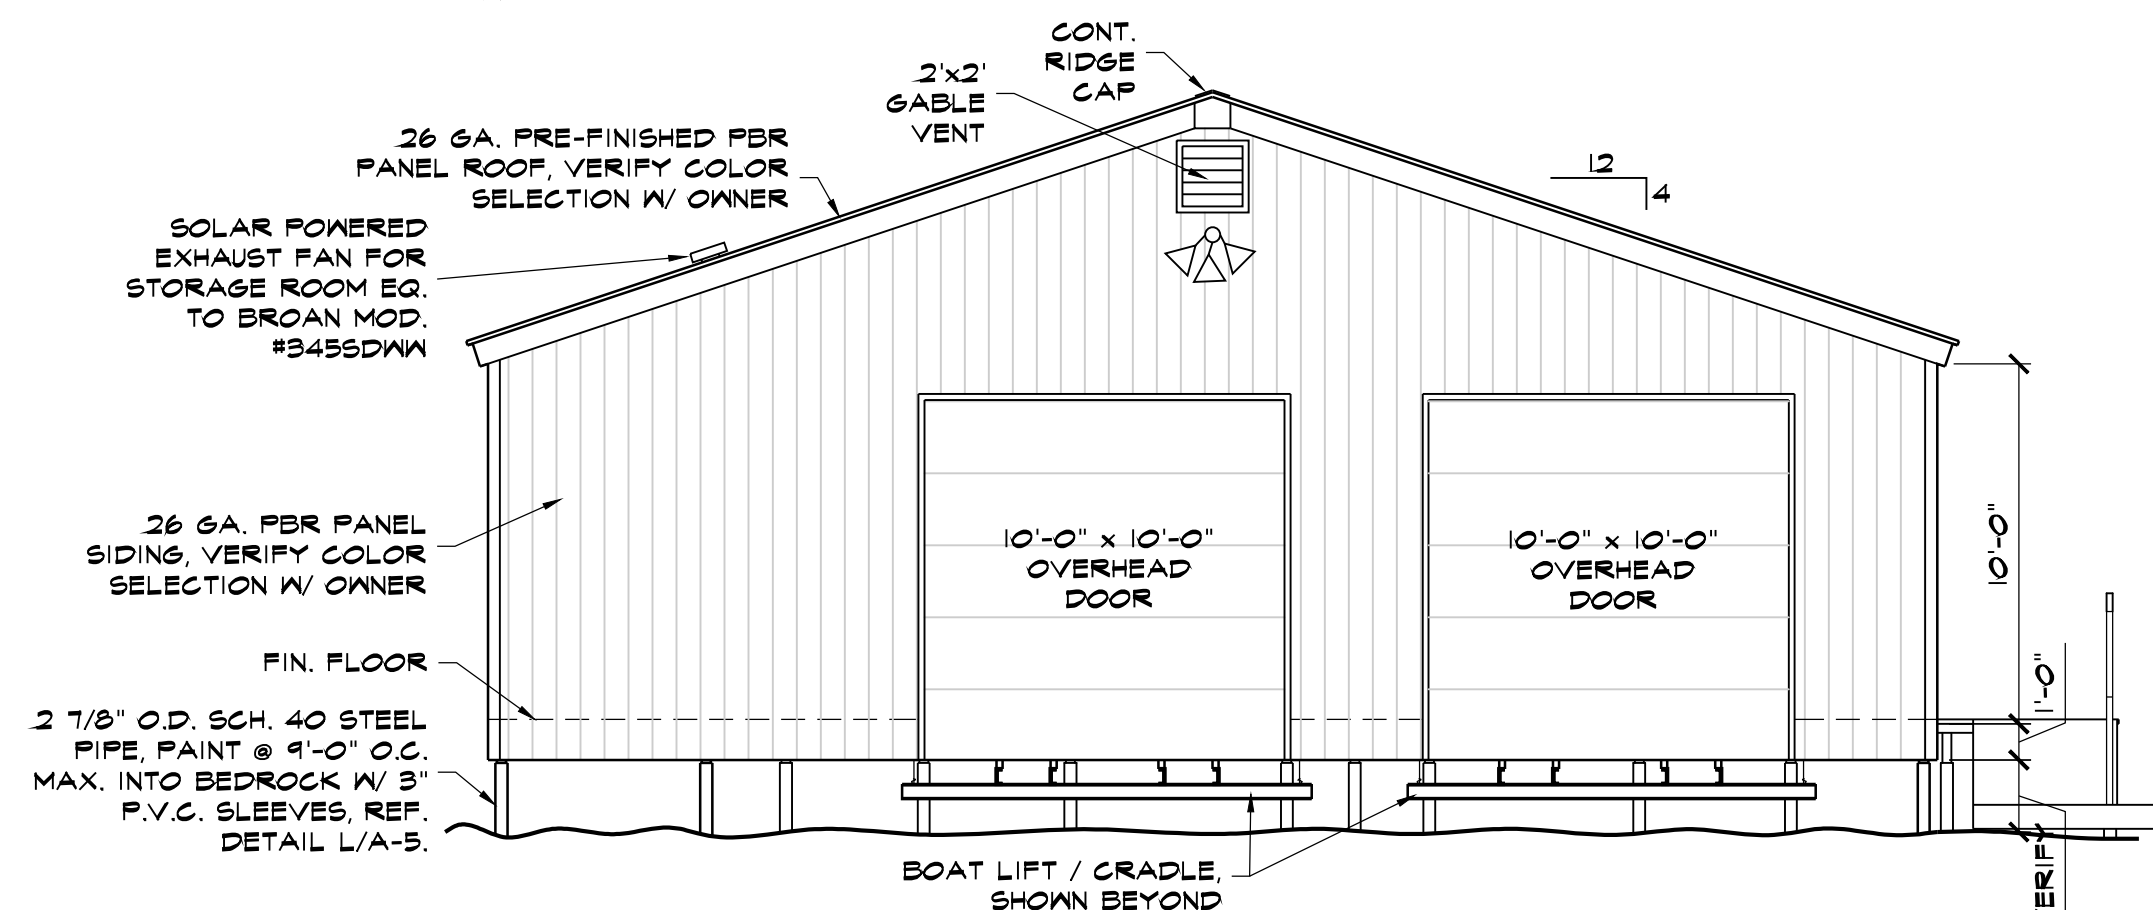 CONT.
RIDGE
CAP
2'x2'
GABLE
VENT
26 GA. PRE-FINISHED PBR
PANEL ROOF, VERIFY COLOR
SELECTION W/ OWNER
12
4
SOLAR POWERED
EXHAUST FAN FOR
STORAGE ROOM EQ.
TO BROAN MOD.
#345SDWW
26 GA. PBR PANEL
SIDING, VERIFY COLOR
SELECTION W/ OWNER
10'-0" x 10'-0"
OVERHEAD
DOOR
10'-0" x 10'-0"
OVERHEAD
DOOR
10'-0"
FIN. FLOOR
1'-0"
2 7/8" O.D. SCH. 40 STEEL
PIPE, PAINT @ 9'-0" O.C.
MAX. INTO BEDROCK W/ 3"
P.V.C. SLEEVES, REF.
DETAIL L/A-5.
BOAT LIFT / CRADLE,
SHOWN BEYOND